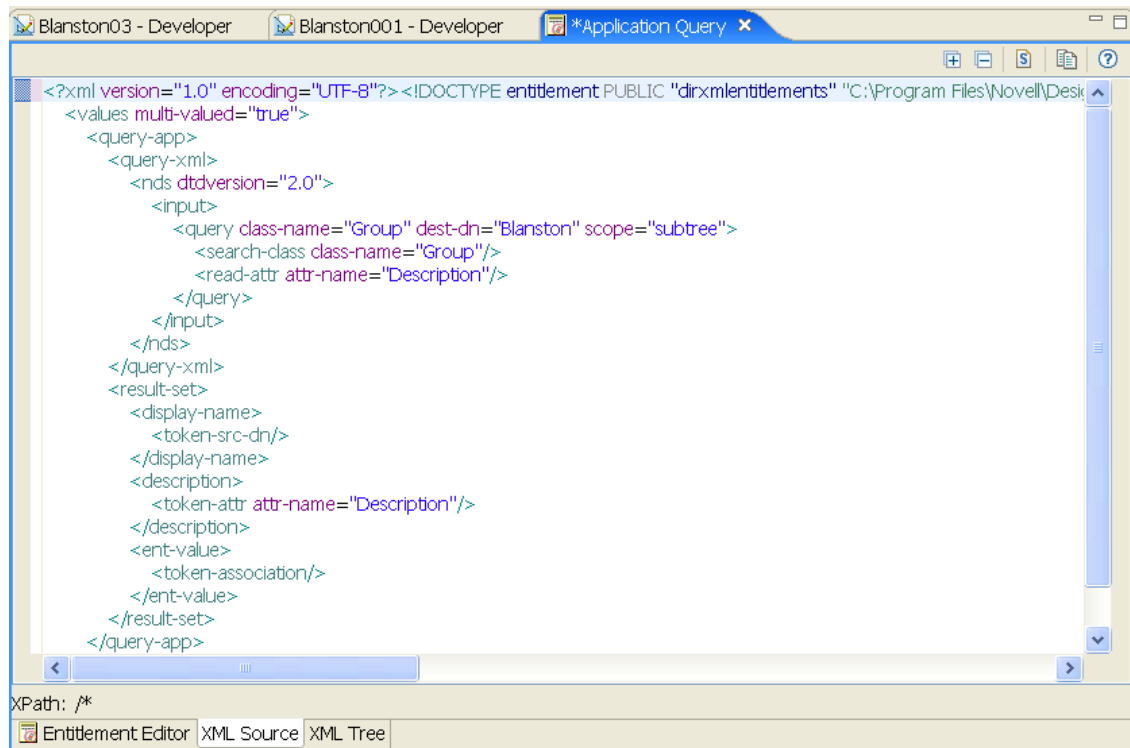 Blanston03 - Developer Blanston001 - Developer *Application Query
<?xml version="1.0" encoding="UTF-8"?><!DOCTYPE entitlement PUBLIC "dirxmlentitlements" "C:\Program Files\Novell\Desi
<values multi-valued="true">
<query-app>
<query-xml>
<nds dtdversion="2.0">
<input>
<query class-name="Group" dest-dn="Blanston" scope="subtree">
<search-class class-name="Group"/>
<read-attr attr-name="Description"/>
</query>
</input>
</nds>
</query-xml>
<result-set>
<display-name>
<token-src-dn/>
</display-name>
<description>
<token-attr attr-name="Description"/>
</description>
<ent-value>
<token-association/>
</ent-value>
</result-set>
</query-app>
XPath: /*
Entitlement Editor XML Source XML Tree